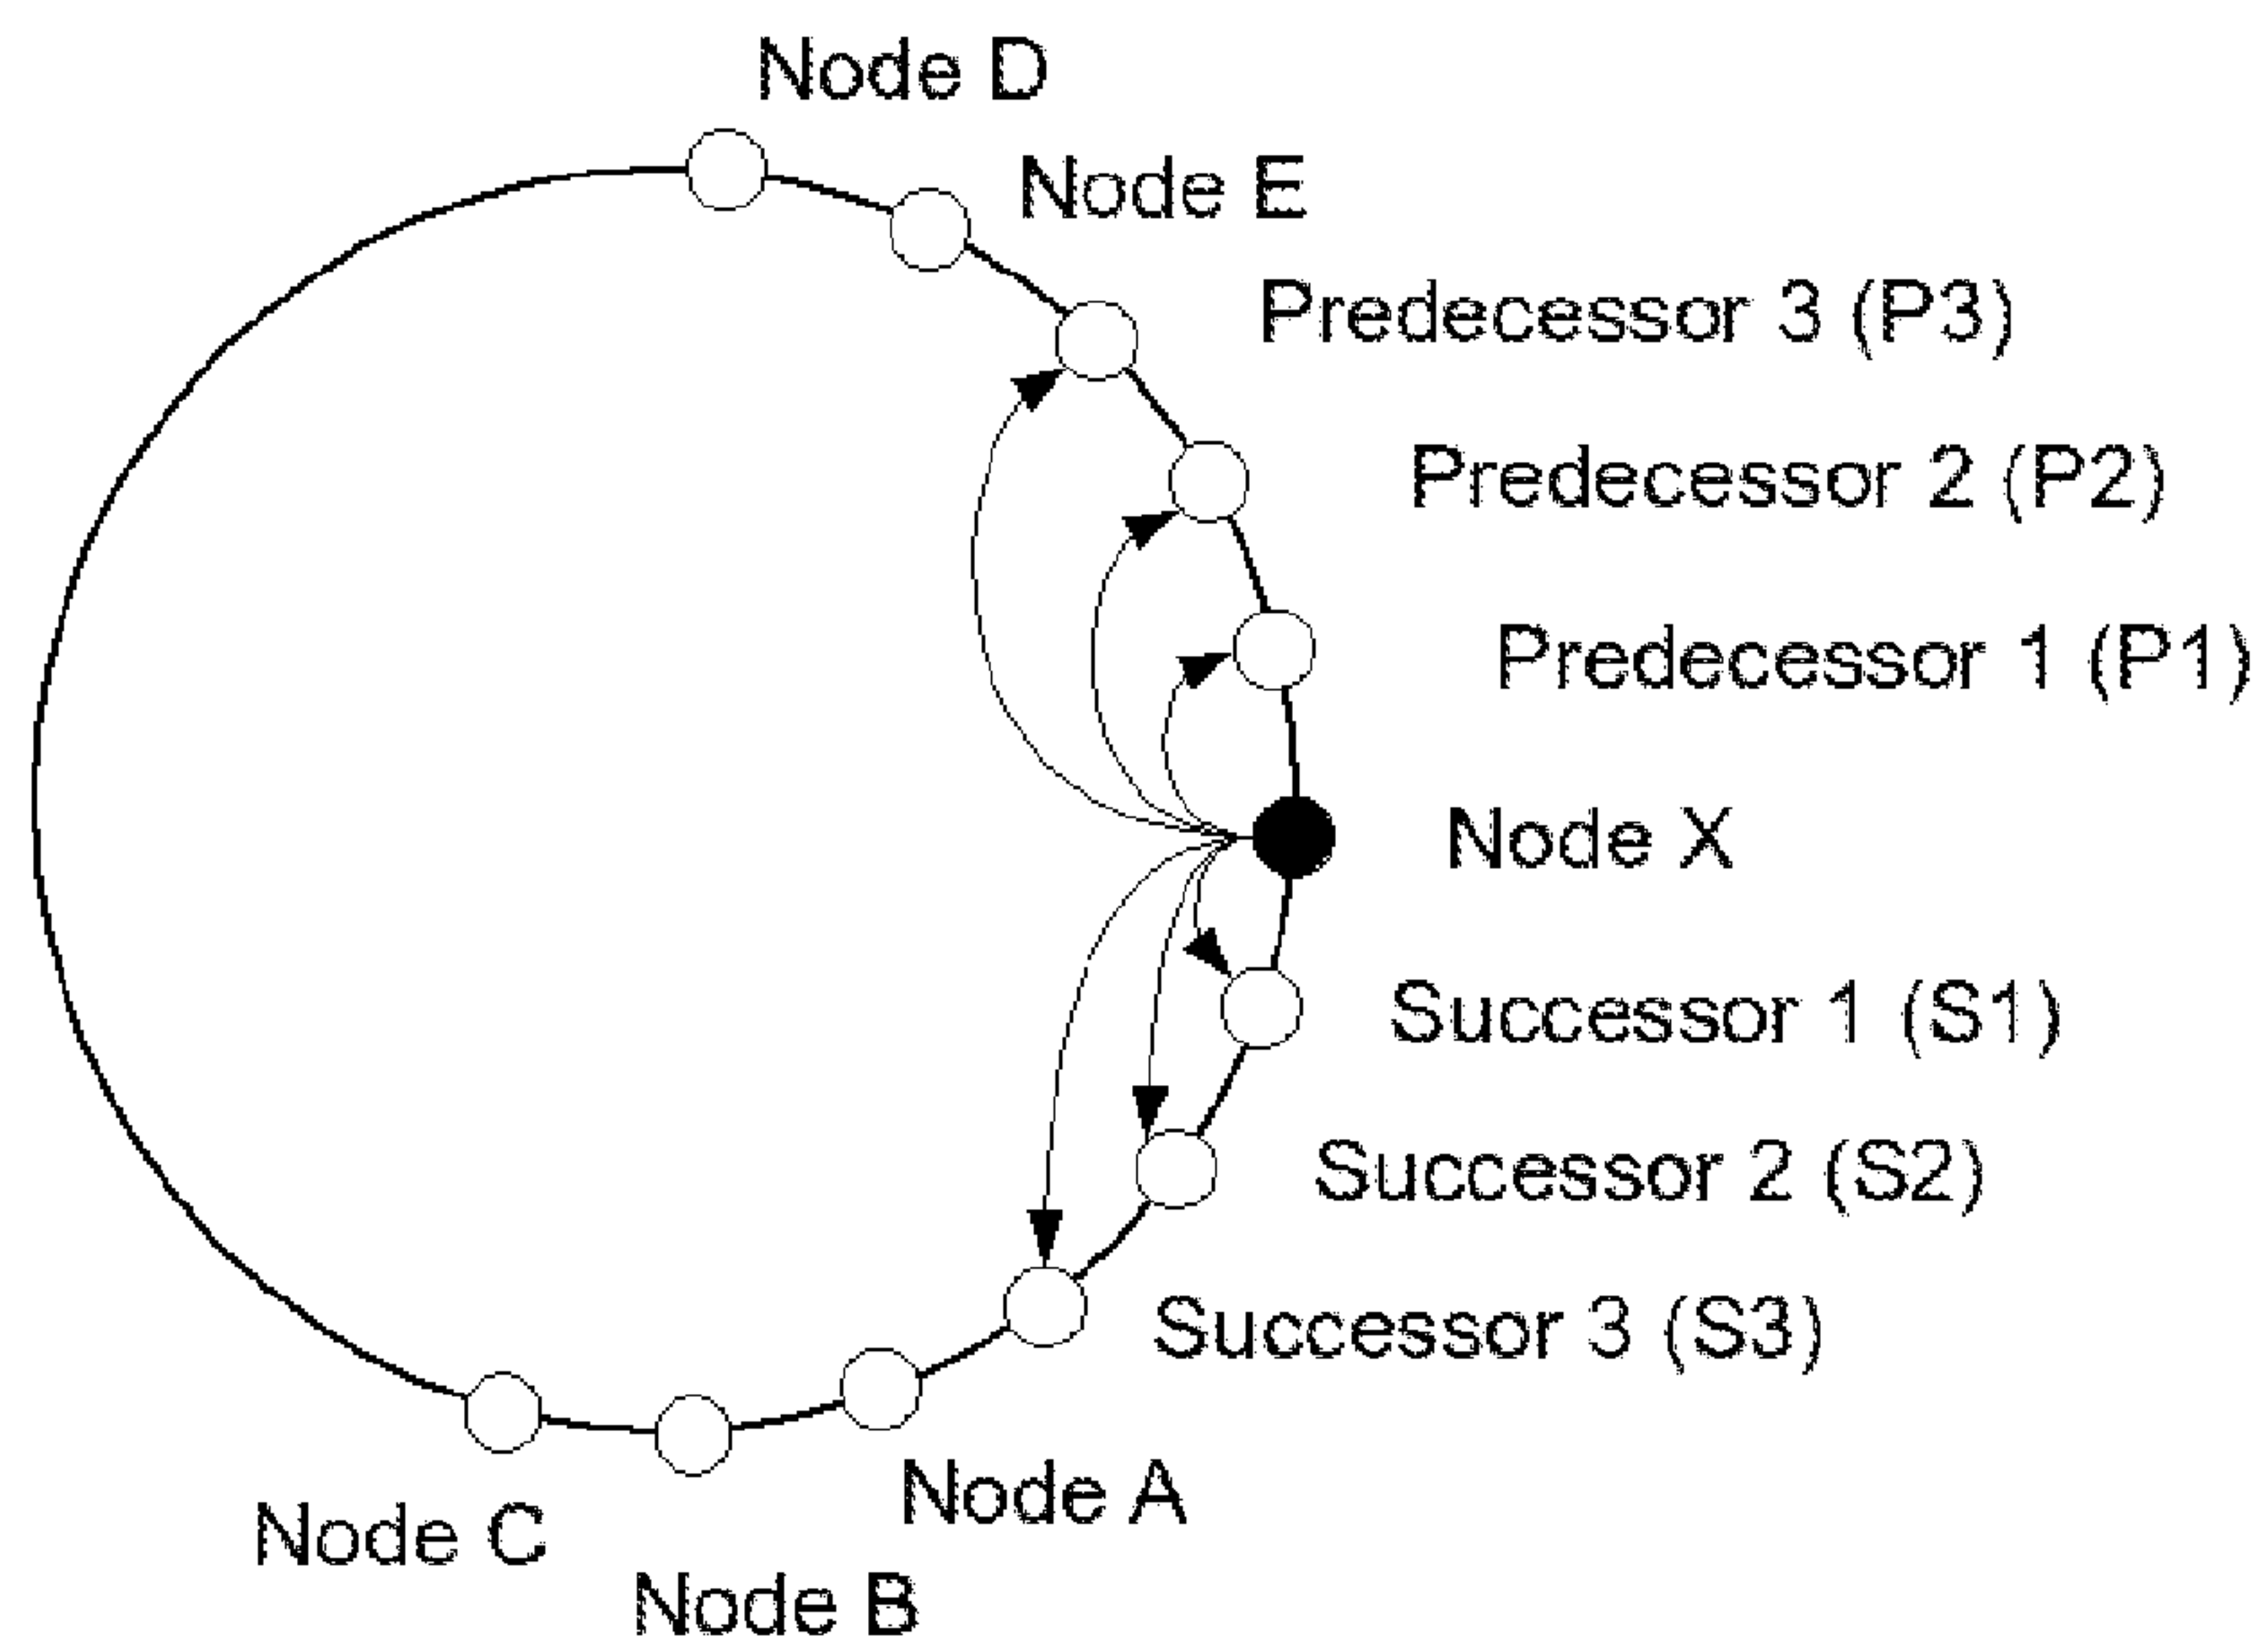 Node D
Node E
Predecessor 3 (P3)
Predecessor 2 (P2)
Predecessor 1 (P1)
Node X
Successor 1 (S1)
Successor 2 (S2)
Successor 3 (S3)
Node A
Node C
Node B